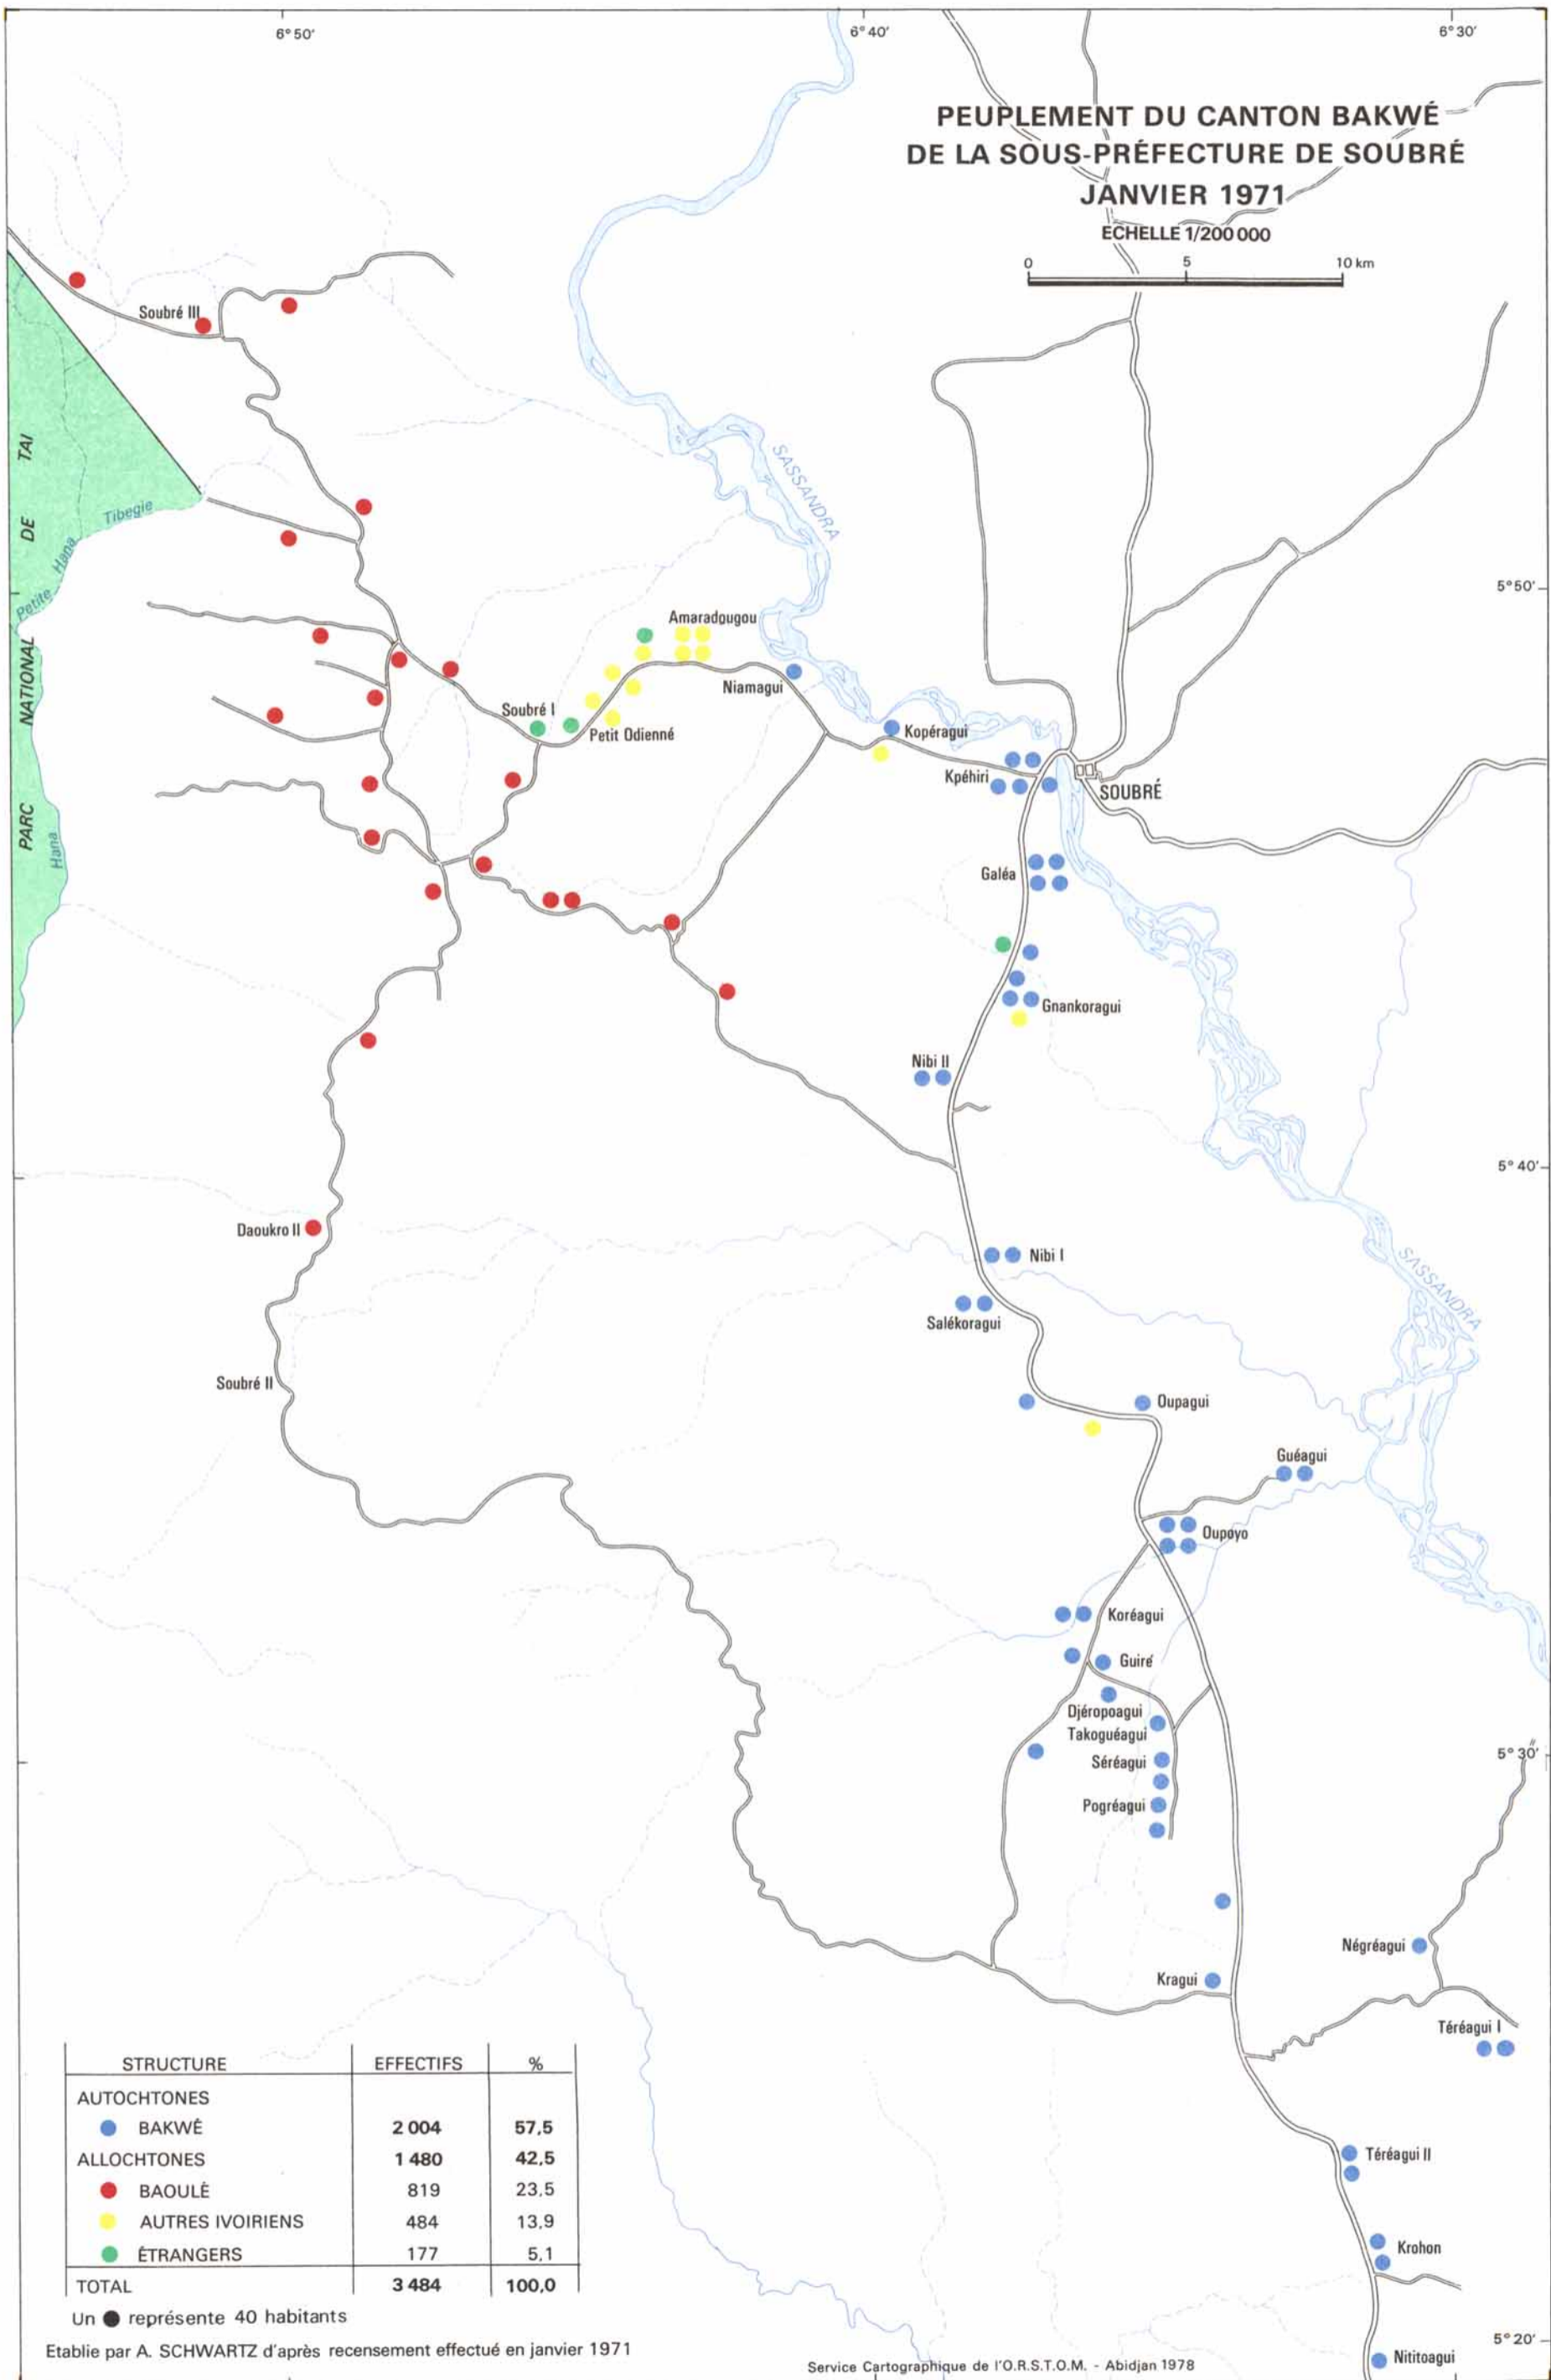 6° 50′
6° 40′
6° 30′
PEUPLEMENT DU CANTON BAKWÉ
DE LA SOUS-PRÉFECTURE DE SOUBRÉ
JANVIER 1971
ECHELLE 1/200 000
0 5 10 km
Soubré III
SASSANDRA
PARC NATIONAL DE TAI
Tibegie
Petite Hana
Hana
5° 50′
Amaradougou
Niamagui
Soubré I
Petit Odienné
Kopéragui
Kpéhiri
SOUBRÉ
Galéa
Gnankoragui
Nibi II
5° 40′
Daoukro II
Nibi I
SASSANDRA
Salékoragui
Soubré II
Oupagui
Guéagui
Oupoyo
Koréagui
Guiré
Djéropoagui
Takoguéagui
Séréagui
5° 30′
Pogréagui
Négréagui
Kragui
Téréagui I
Téréagui II
Krohon
5° 20′
Nititoagui
STRUCTURE EFFECTIFS %
AUTOCHTONES
BAKWÉ 2 004 57,5
ALLOCHTONES 1 480 42,5
BAOULÉ 819 23,5
AUTRES IVOIRIENS 484 13,9
ÉTRANGERS 177 5,1
TOTAL 3 484 100,0
Un ● représente 40 habitants
Etablie par A. SCHWARTZ d'après recensement effectué en janvier 1971
Service Cartographique de l'O.R.S.T.O.M. - Abidjan 1978